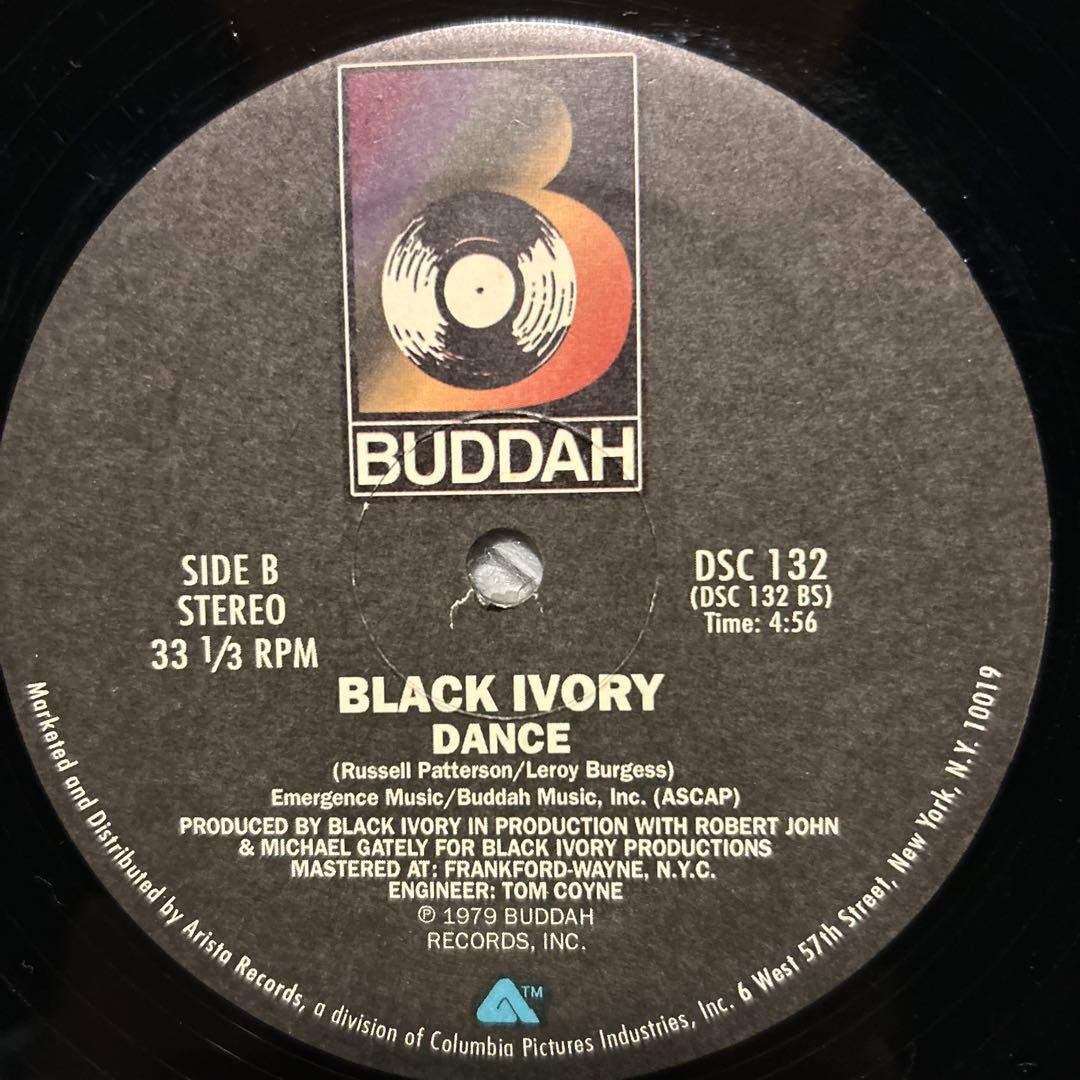 BUDDAH
SIDE B
STEREO
33 1/3 RPM
DSC 132
(DSC 132 BS)
Time: 4:56
BLACK IVORY
DANCE
(Russell Patterson/Leroy Burgess)
Emergence Music/Buddah Music, Inc. (ASCAP)
PRODUCED BY BLACK IVORY IN PRODUCTION WITH ROBERT JOHN
& MICHAEL GATELY FOR BLACK IVORY PRODUCTIONS
MASTERED AT: FRANKFORD-WAYNE, N.Y.C.
ENGINEER: TOM COYNE
℗ 1979 BUDDAH
RECORDS, INC.
TM
Marketed and Distributed by Arista Records, a division of Columbia Pictures Industries, Inc. 6 West 57th Street, New York, N.Y. 10019